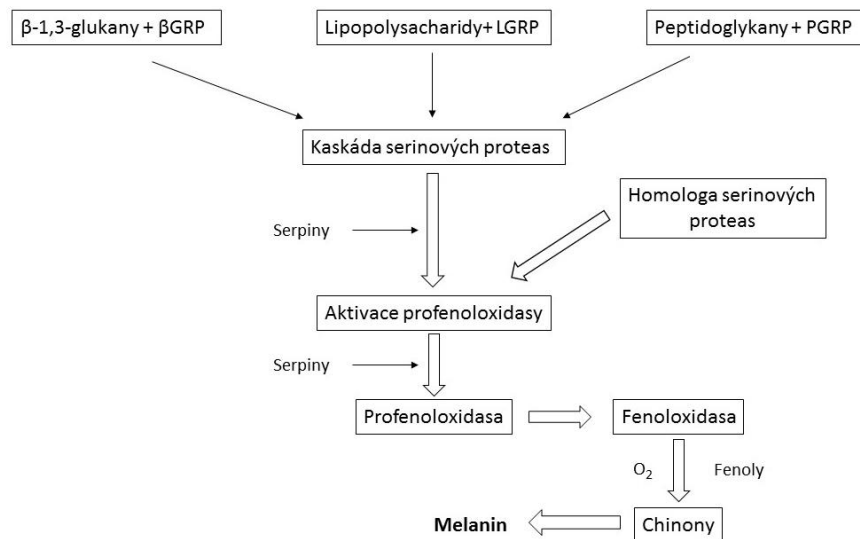 β-1,3-glukany + βGRP
Lipopolysacharidy+ LGRP
Peptidoglykany + PGRP
Kaskáda serinových proteas
Homologa serinových
proteas
Serpiny
Aktivace profenoloxidasy
Serpiny
Profenoloxidasa
Fenoloxidasa
O₂
Fenoly
Melanin
Chinony